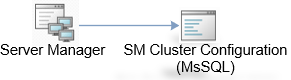 Server Manager
SM Cluster Configuration
(MsSQL)